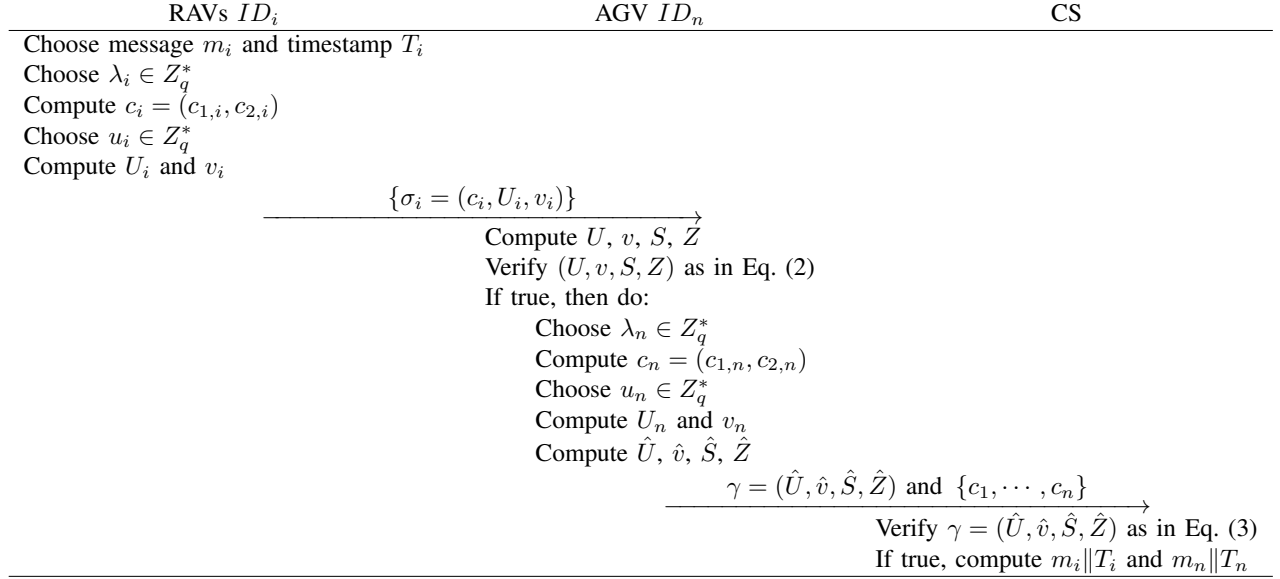 RAVs $ID_i$ AGV $ID_n$ CS
Choose message $m_i$ and timestamp $T_i$
Choose $\lambda_i \in Z_q^*$
Compute $c_i = (c_{1,i}, c_{2,i})$
Choose $u_i \in Z_q^*$
Compute $U_i$ and $v_i$
$\{\sigma_i = (c_i, U_i, v_i)\}$
Compute $U$, $v$, $S$, $Z$
Verify $(U, v, S, Z)$ as in Eq. (2)
If true, then do:
Choose $\lambda_n \in Z_q^*$
Compute $c_n = (c_{1,n}, c_{2,n})$
Choose $u_n \in Z_q^*$
Compute $U_n$ and $v_n$
Compute $\hat{U}$, $\hat{v}$, $\hat{S}$, $\hat{Z}$
$\gamma = (\hat{U}, \hat{v}, \hat{S}, \hat{Z})$ and $\{c_1, \cdots, c_n\}$
Verify $\gamma = (\hat{U}, \hat{v}, \hat{S}, \hat{Z})$ as in Eq. (3)
If true, compute $m_i \| T_i$ and $m_n \| T_n$